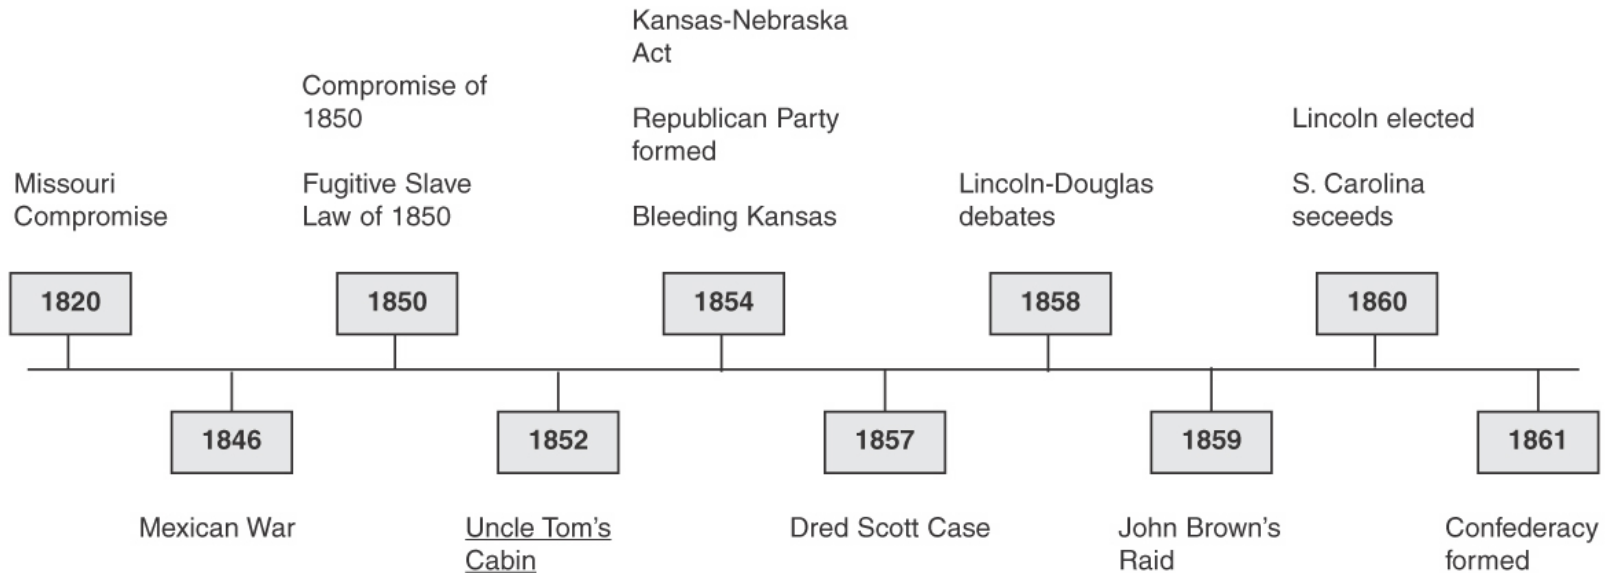 Missouri
Compromise
1820
Compromise of
1850
Fugitive Slave
Law of 1850
1850
Kansas-Nebraska
Act
Republican Party
formed
Bleeding Kansas
1854
Lincoln-Douglas
debates
1858
Lincoln elected
S. Carolina
seceeds
1860
1846
Mexican War
1852
Uncle Tom's
Cabin
1857
Dred Scott Case
1859
John Brown's
Raid
1861
Confederacy
formed